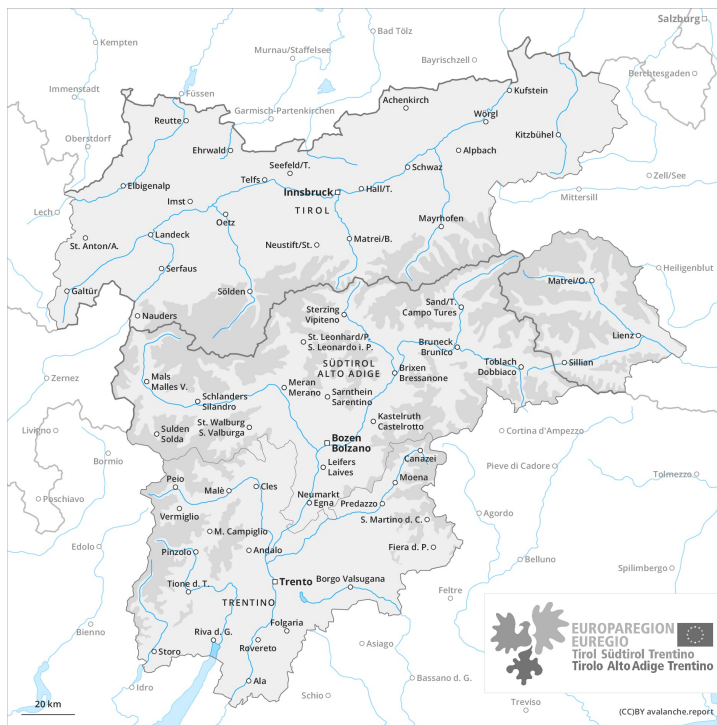 Salzburg
Kempten
Bad Tölz
Murnau/Staffelsee
Bayrischzell
Berchtesgaden
Immenstadt
Füssen
Kufstein
Achenkirch
Garmisch-Partenkirchen
Reutte
Wörgl
Oberstdorf
Kitzbühel
Ehrwald
Alpbach
Seefeld/T.
Schwaz
Zell/See
Telfs
Elbigenalp
Innsbruck
Hall/T.
Mittersill
Imst
TIROL
Lech
Oetz
Mayrhofen
St. Anton/A.
Landeck
Neustift/St.
Matrei/B.
Serfaus
Heiligenblut
Galtür
Sölden
Matrei/O.
Nauders
Sand/T.
Campo Tures
Sterzing
Vipiteno
Lienz
St. Leonhard/P.
S. Leonardo i. P.
Bruneck
Brunico
SÜDTIROL
ALTO ADIGE
Toblach
Dobbiaco
Sillian
Brixen
Bressanone
Zernez
Mals
Malles V.
Meran
Merano
Schlanders
Silandro
Sarnthein
Sarentino
Kastelruth
Castelrotto
St. Walburg
S. Valburga
Livigno
Sulden
Solda
Cortina d'Ampezzo
Bozen
Bolzano
Bormio
Canazei
Pieve di Cadore
Leifers
Laives
Tolmezzo
Peio
Malè
Cles
Moena
Poschiavo
Neumarkt
Egna
Predazzo
Vermiglio
Agordo
S. Martino d. C.
M. Campiglio
Edolo
Pinzolo
Andalo
Fiera d. P.
Belluno
Spilimbergo
Tione d. T.
Trento
Borgo Valsugana
Feltre
TRENTINO
Folgaria
Bienno
Riva d. G.
Rovereto
Asiago
Storo
Bassano d. G.
Idro
Ala
Schio
Treviso
EUROPAREGION
EUREGIO
Tirol Südtirol Trentino
Tirolo Alto Adige Trentino
20 km
(CC)BY avalanche.report